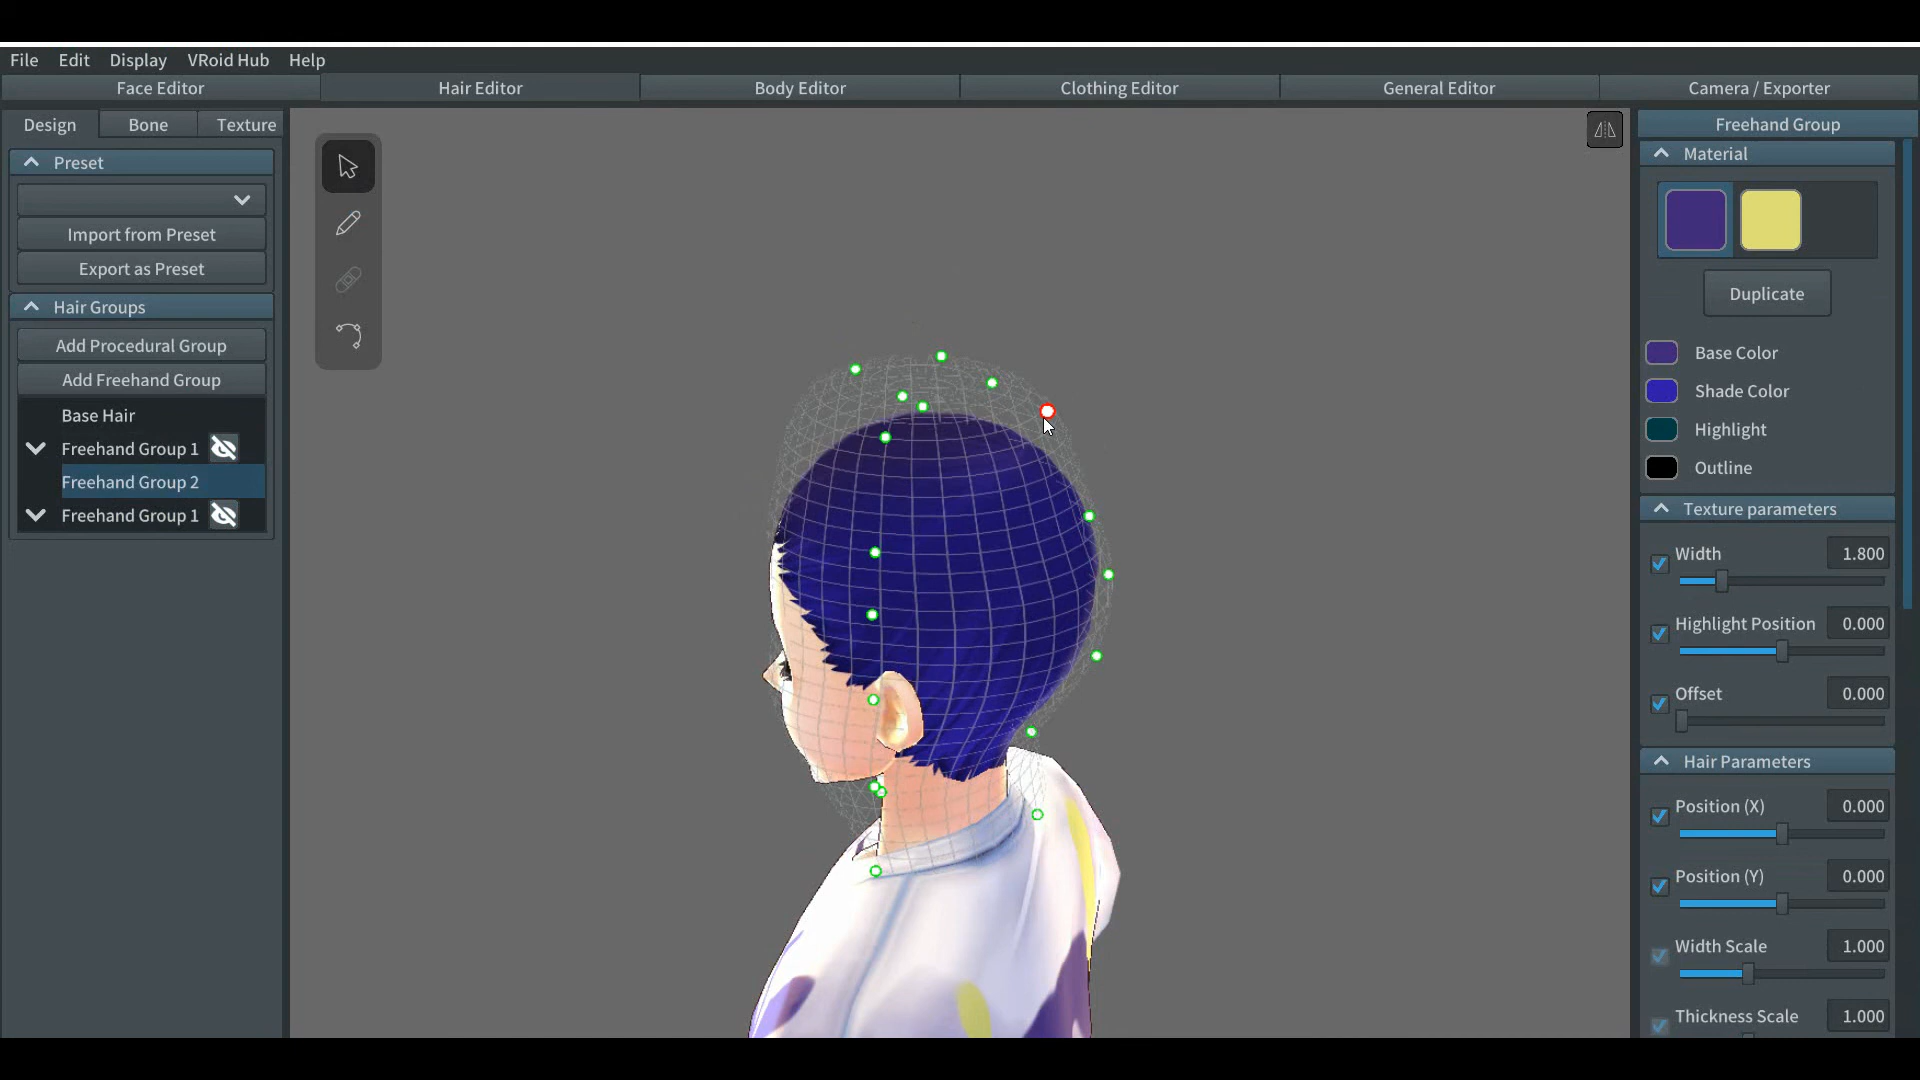 File Edit Display VRoid Hub Help
Face Editor Hair Editor Body Editor Clothing Editor General Editor Camera / Exporter
Design Bone Texture
Preset
Import from Preset
Export as Preset
Hair Groups
Add Procedural Group
Add Freehand Group
Base Hair
Freehand Group 1
Freehand Group 2
Freehand Group 1
Freehand Group
Material
Duplicate
Base Color
Shade Color
Highlight
Outline
Texture parameters
Width 1.800
Highlight Position 0.000
Offset 0.000
Hair Parameters
Position (X) 0.000
Position (Y) 0.000
Width Scale 1.000
Thickness Scale 1.000